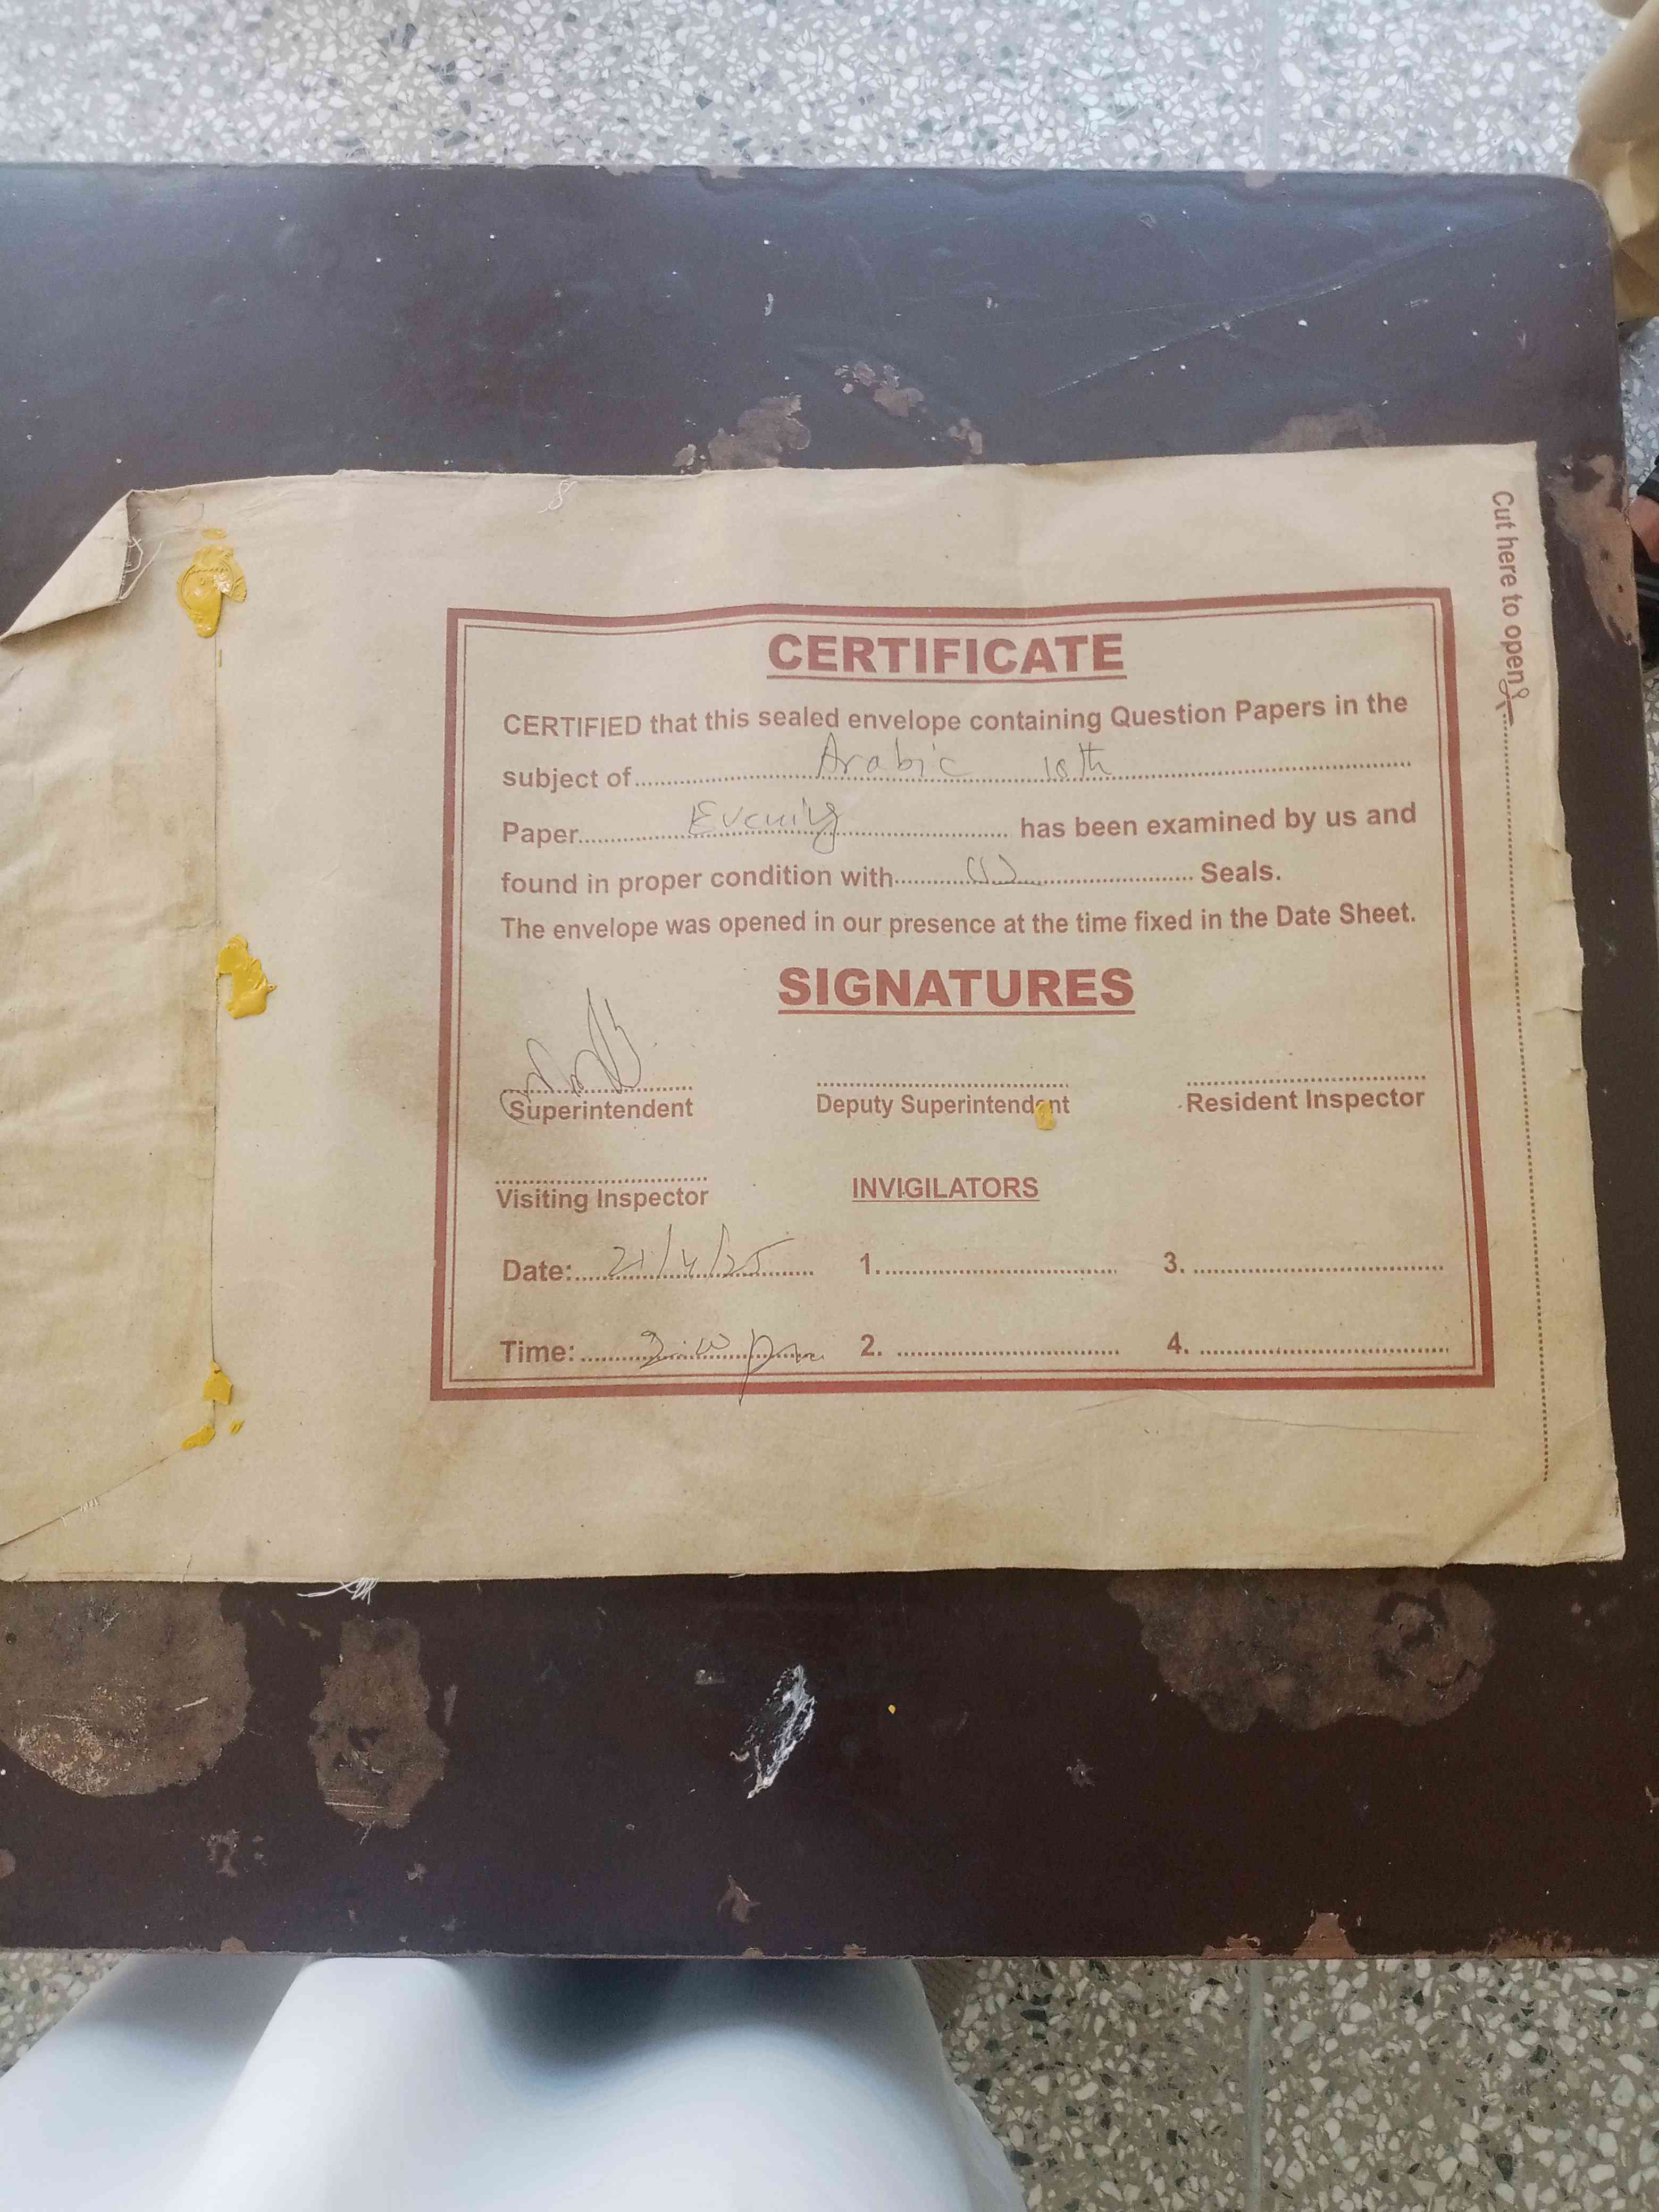 Cut here to open
CERTIFICATE
CERTIFIED that this sealed envelope containing Question Papers in the
subject of Arabic 10th
Paper Evening has been examined by us and
found in proper condition with Seals.
The envelope was opened in our presence at the time fixed in the Date Sheet.
SIGNATURES
Superintendent Deputy Superintendent Resident Inspector
Visiting Inspector INVIGILATORS
Date: 21/4/25 1. 3.
Time: pm 2. 4.